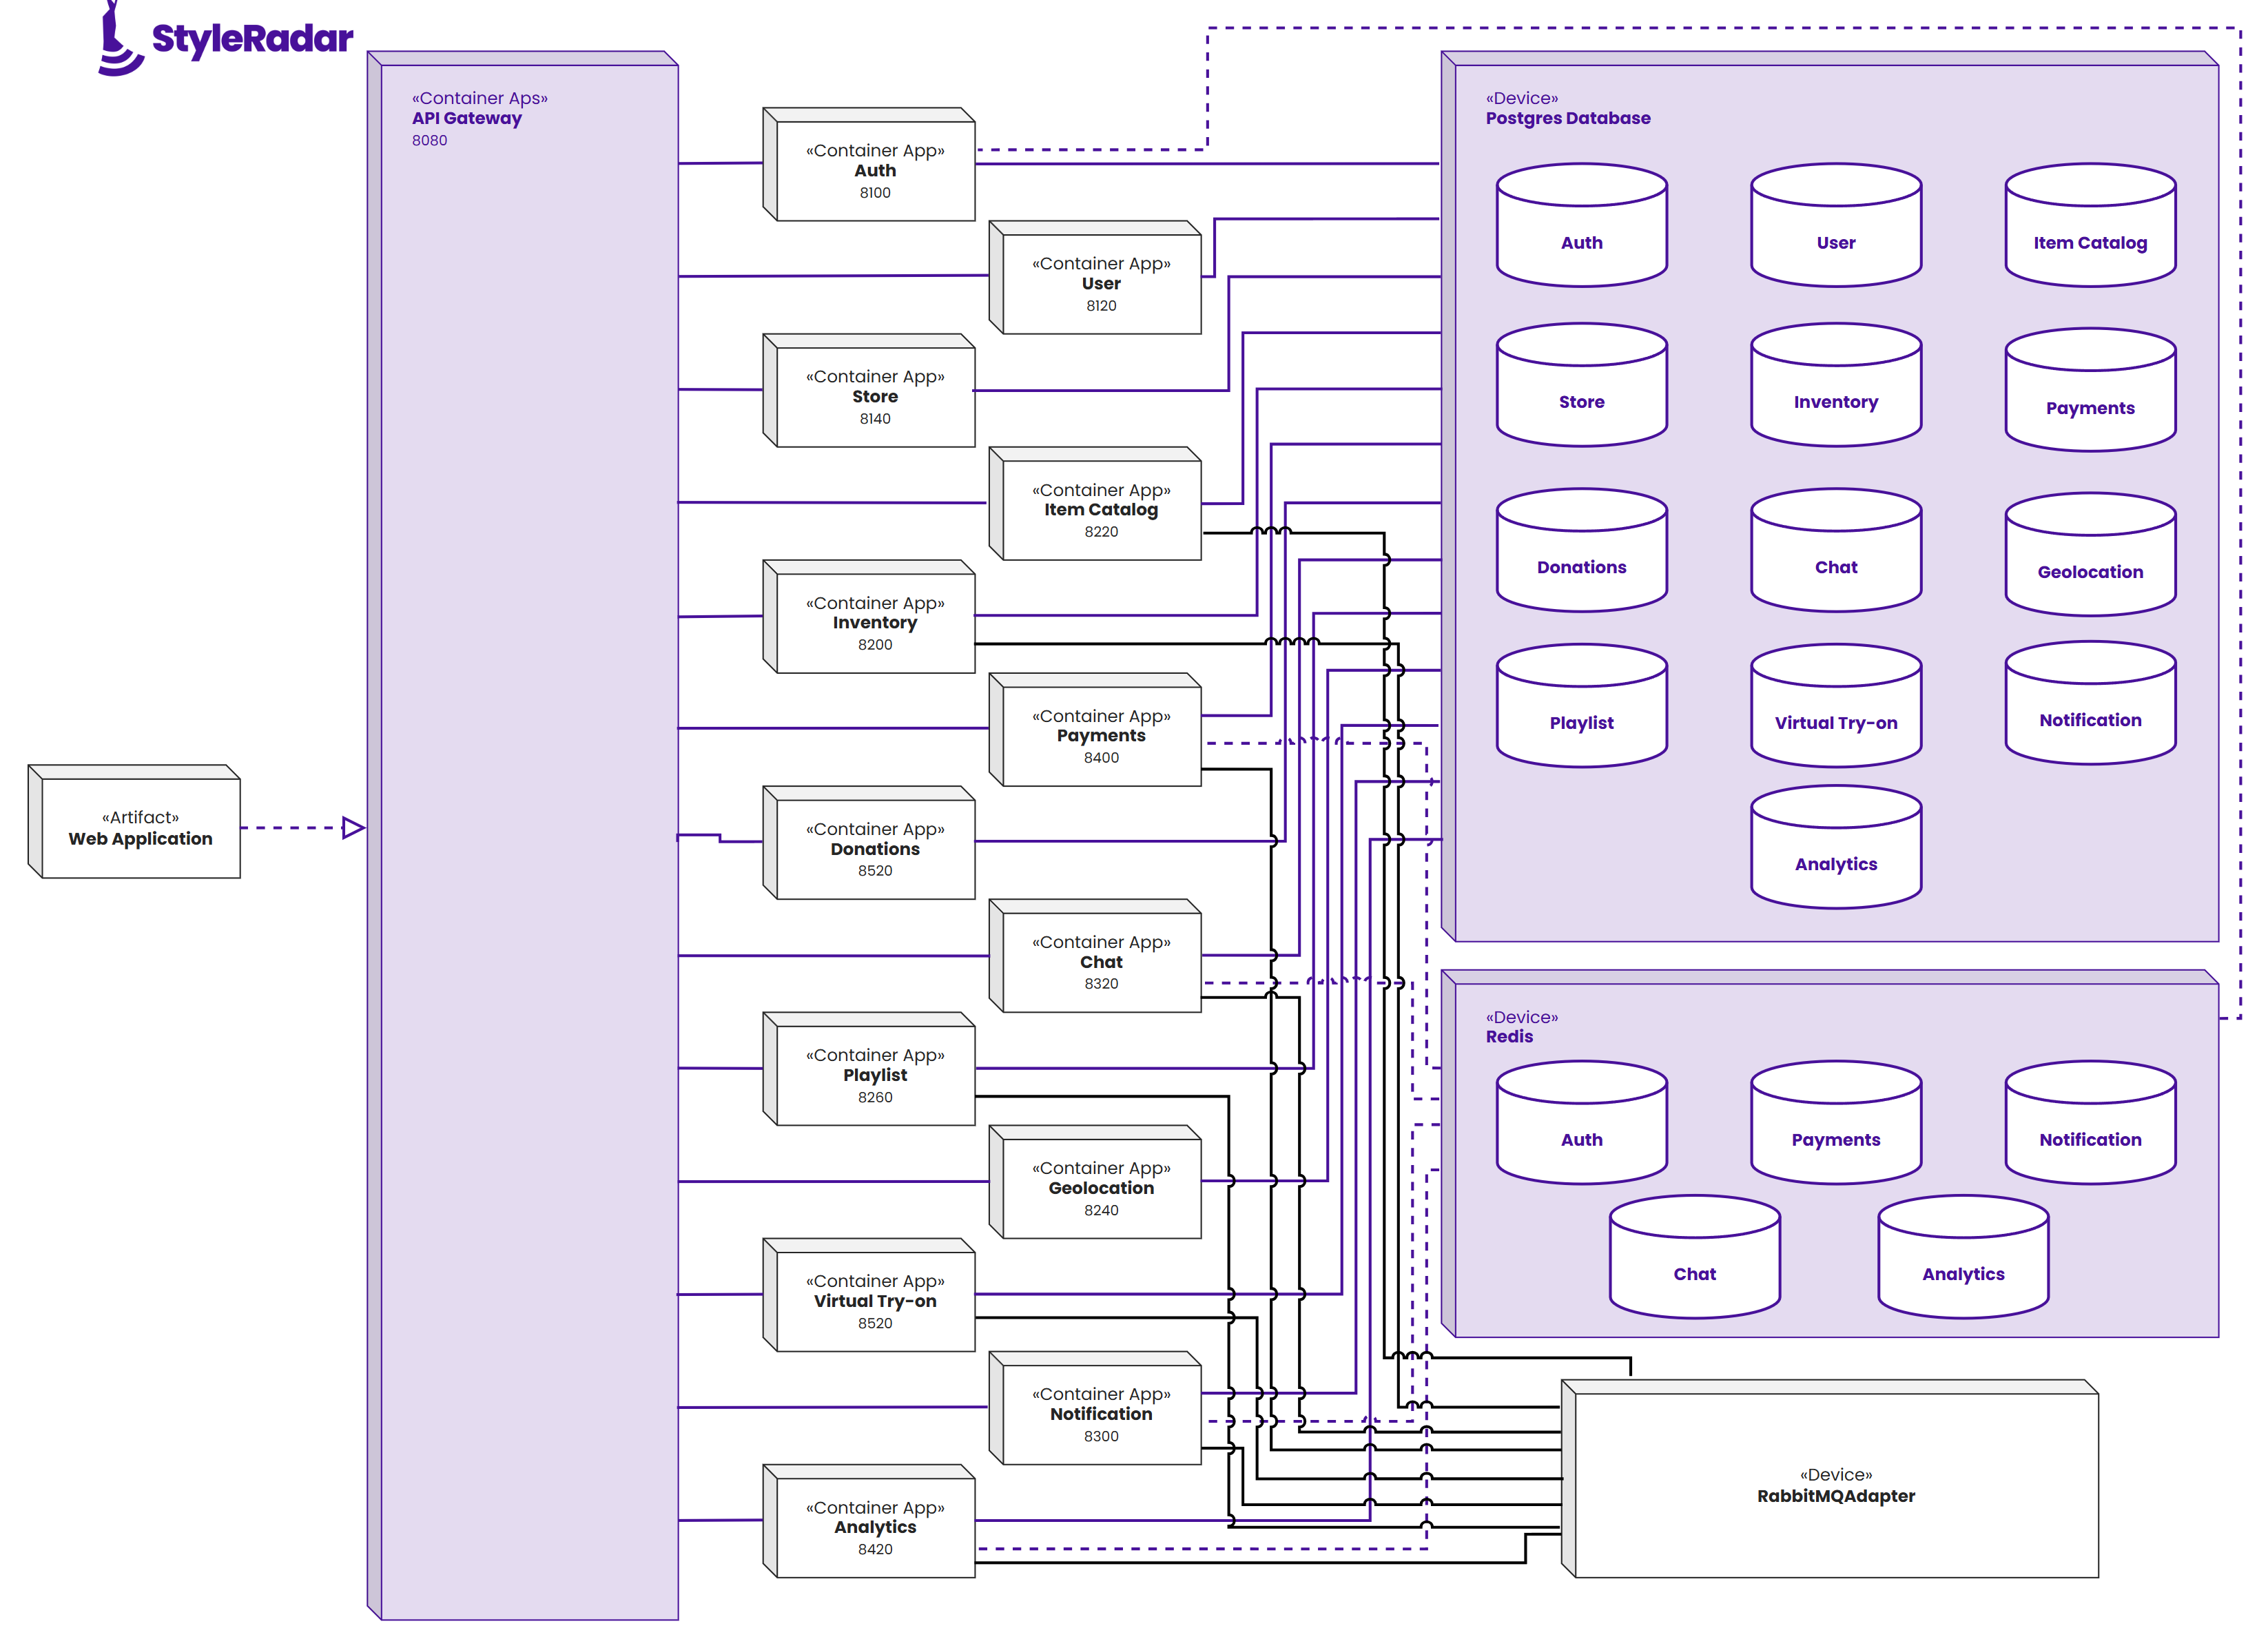 StyleRadar
«Container Aps»
API Gateway
8080
«Artifact»
Web Application
«Container App»
Auth
8100
«Container App»
User
8120
«Container App»
Store
8140
«Container App»
Item Catalog
8220
«Container App»
Inventory
8200
«Container App»
Payments
8400
«Container App»
Donations
8520
«Container App»
Chat
8320
«Container App»
Playlist
8260
«Container App»
Geolocation
8240
«Container App»
Virtual Try-on
8520
«Container App»
Notification
8300
«Container App»
Analytics
8420
«Device»
Postgres Database
Auth
User
Item Catalog
Store
Inventory
Payments
Donations
Chat
Geolocation
Playlist
Virtual Try-on
Notification
Analytics
«Device»
Redis
Auth
Payments
Notification
Chat
Analytics
«Device»
RabbitMQAdapter